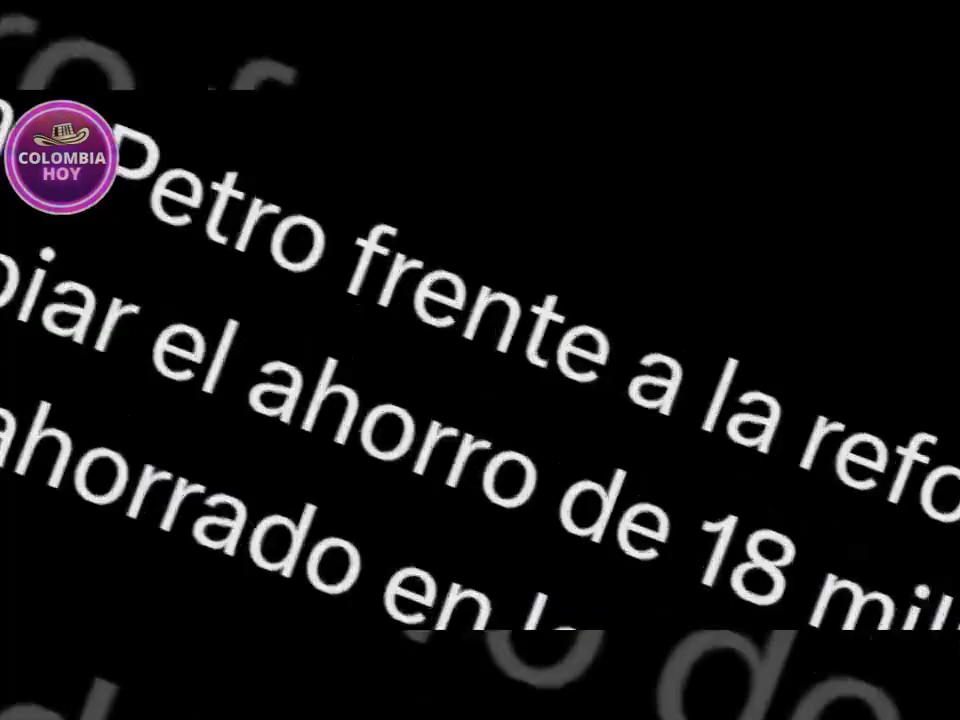 COLOMBIA
HOY
Petro frente a la refo
piar el ahorro de 18 mil
ahorrado en